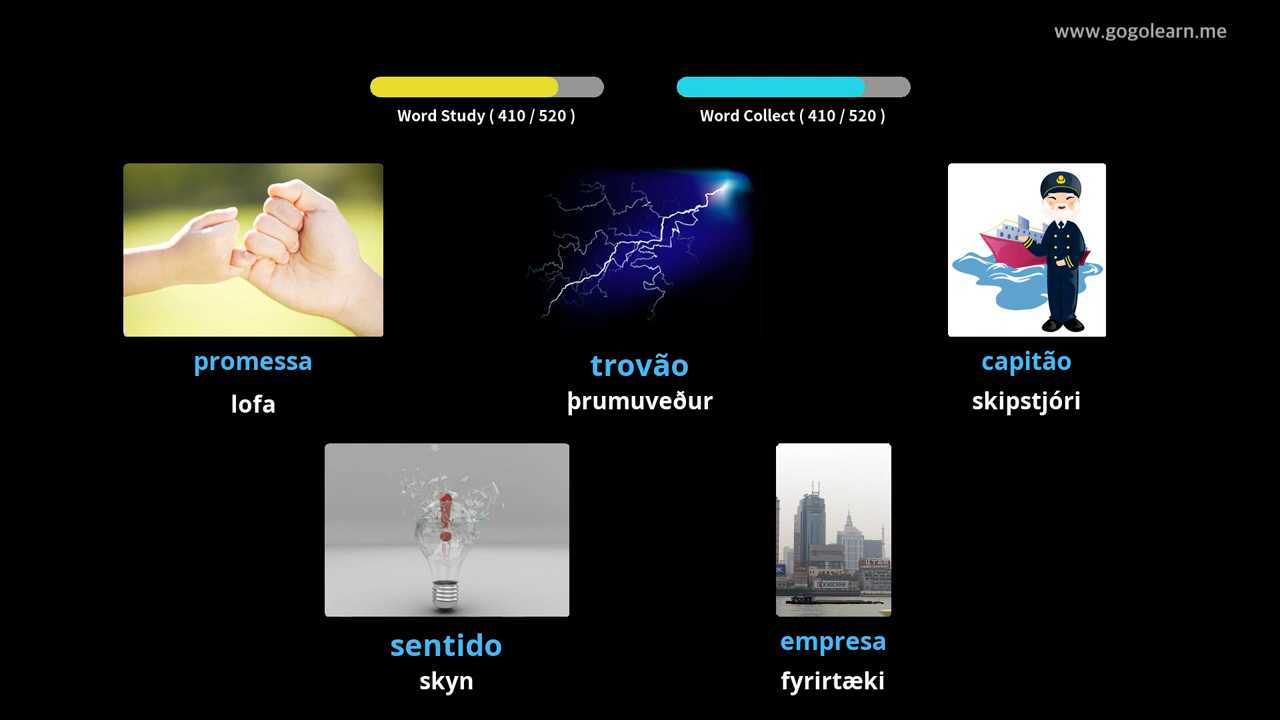 www.gogolearn.me
Word Study ( 410 / 520 )
Word Collect ( 410 / 520 )
promessa
lofa
trovão
þrumuveður
capitão
skipstjóri
sentido
skyn
empresa
fyrirtæki